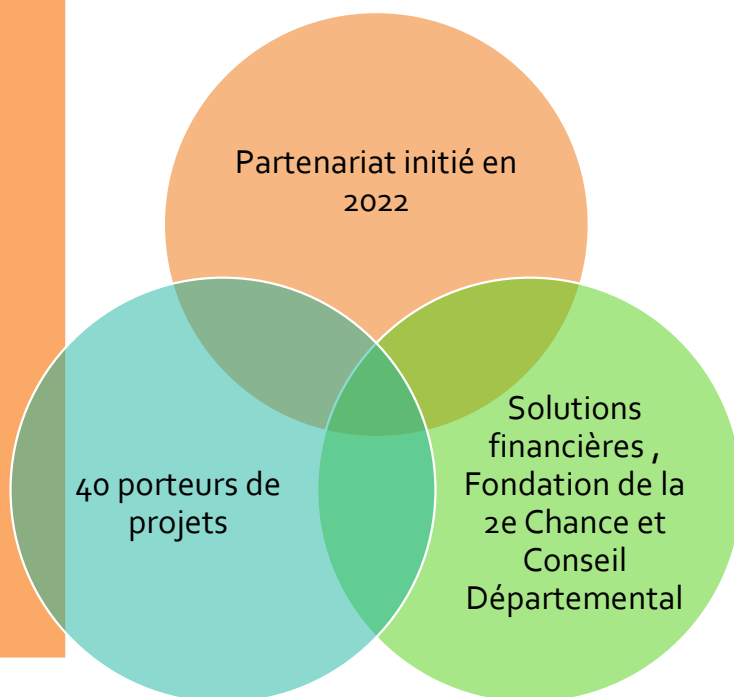 Partenariat initié en
2022
40 porteurs de
projets
Solutions
financières ,
Fondation de la
2e Chance et
Conseil
Départemental